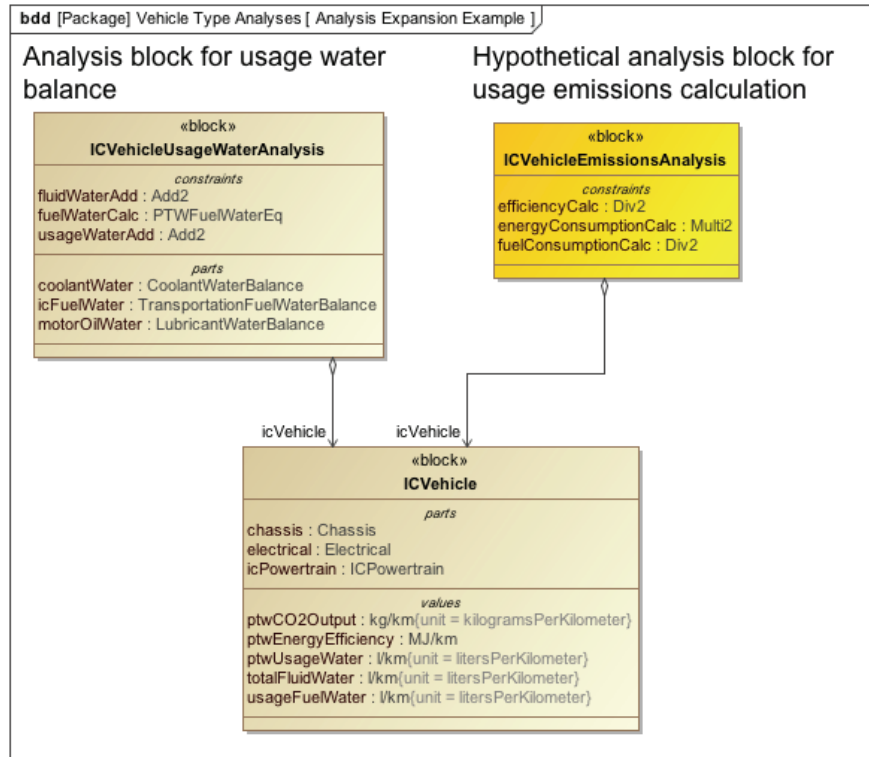 bdd [Package] Vehicle Type Analyses [ Analysis Expansion Example ]
Analysis block for usage water
balance
«block»
ICVehicleUsageWaterAnalysis
constraints
fluidWaterAdd : Add2
fuelWaterCalc : PTWFuelWaterEq
usageWaterAdd : Add2
parts
coolantWater : CoolantWaterBalance
icFuelWater : TransportationFuelWaterBalance
motorOilWater : LubricantWaterBalance
Hypothetical analysis block for
usage emissions calculation
«block»
ICVehicleEmissionsAnalysis
constraints
efficiencyCalc : Div2
energyConsumptionCalc : Multi2
fuelConsumptionCalc : Div2
icVehicle
icVehicle
«block»
ICVehicle
parts
chassis : Chassis
electrical : Electrical
icPowertrain : ICPowertrain
values
ptwCO2Output : kg/km{unit = kilogramsPerKilometer}
ptwEnergyEfficiency : MJ/km
ptwUsageWater : l/km{unit = litersPerKilometer}
totalFluidWater : l/km{unit = litersPerKilometer}
usageFuelWater : l/km{unit = litersPerKilometer}